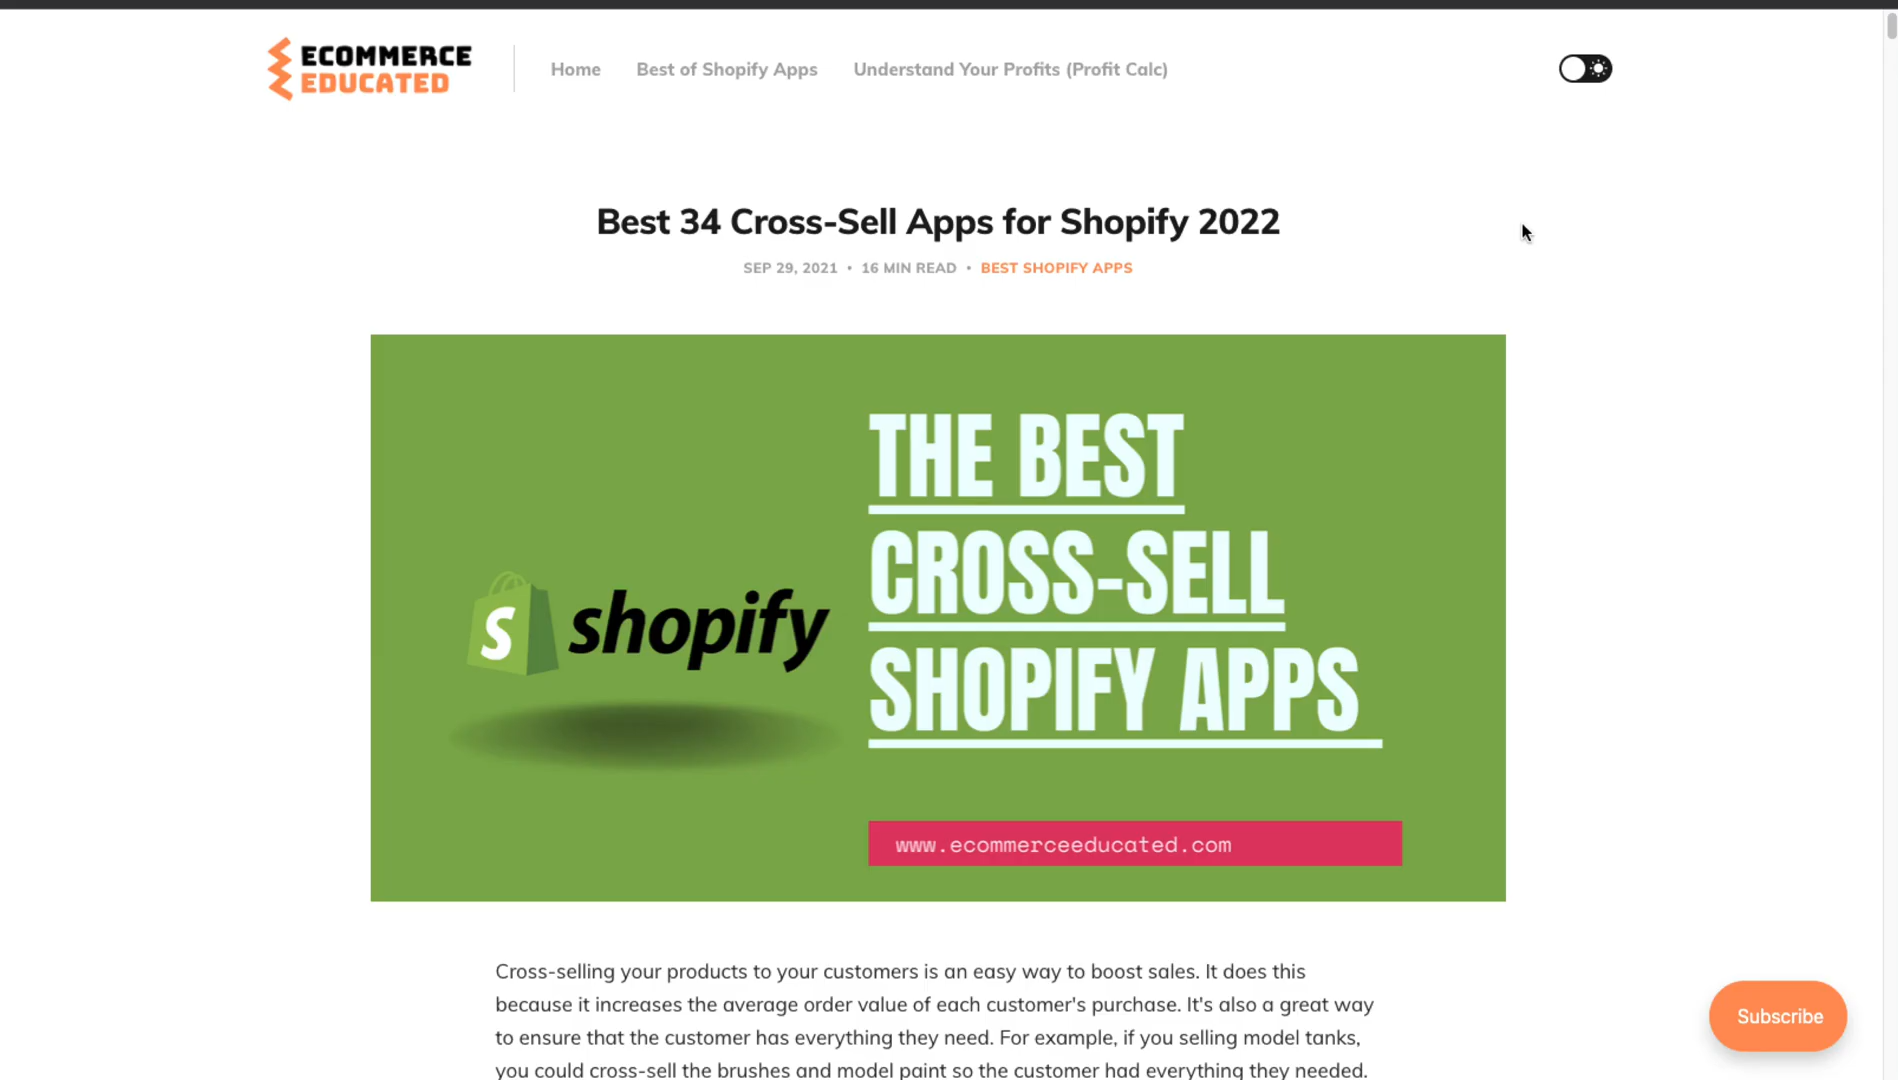 ECOMMERCE
EDUCATED
Home
Best of Shopify Apps
Understand Your Profits (Profit Calc)
Best 34 Cross-Sell Apps for Shopify 2022
SEP 29, 2021 • 16 MIN READ • BEST SHOPIFY APPS
THE BEST
CROSS-SELL
SHOPIFY APPS
S shopify
www.ecommerceeducated.com
Cross-selling your products to your customers is an easy way to boost sales. It does this
because it increases the average order value of each customer's purchase. It's also a great way
to ensure that the customer has everything they need. For example, if you selling model tanks,
you could cross-sell the brushes and model paint so the customer had everything they needed.
Subscribe